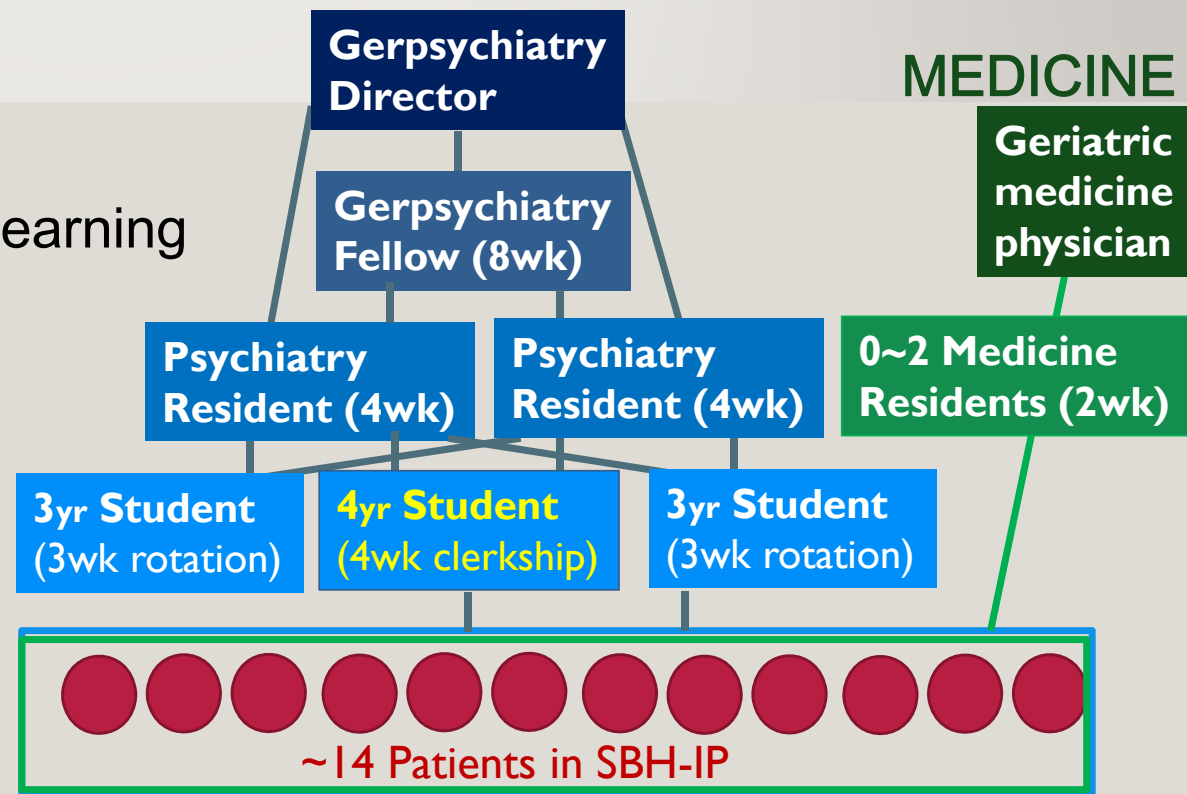 Gerpsychiatry
Director
MEDICINE
Geriatric
medicine
physician
earning
Gerpsychiatry
Fellow (8wk)
Psychiatry
Resident (4wk)
Psychiatry
Resident (4wk)
0~2 Medicine
Residents (2wk)
3yr Student
(3wk rotation)
4yr Student
(4wk clerkship)
3yr Student
(3wk rotation)
~14 Patients in SBH-IP